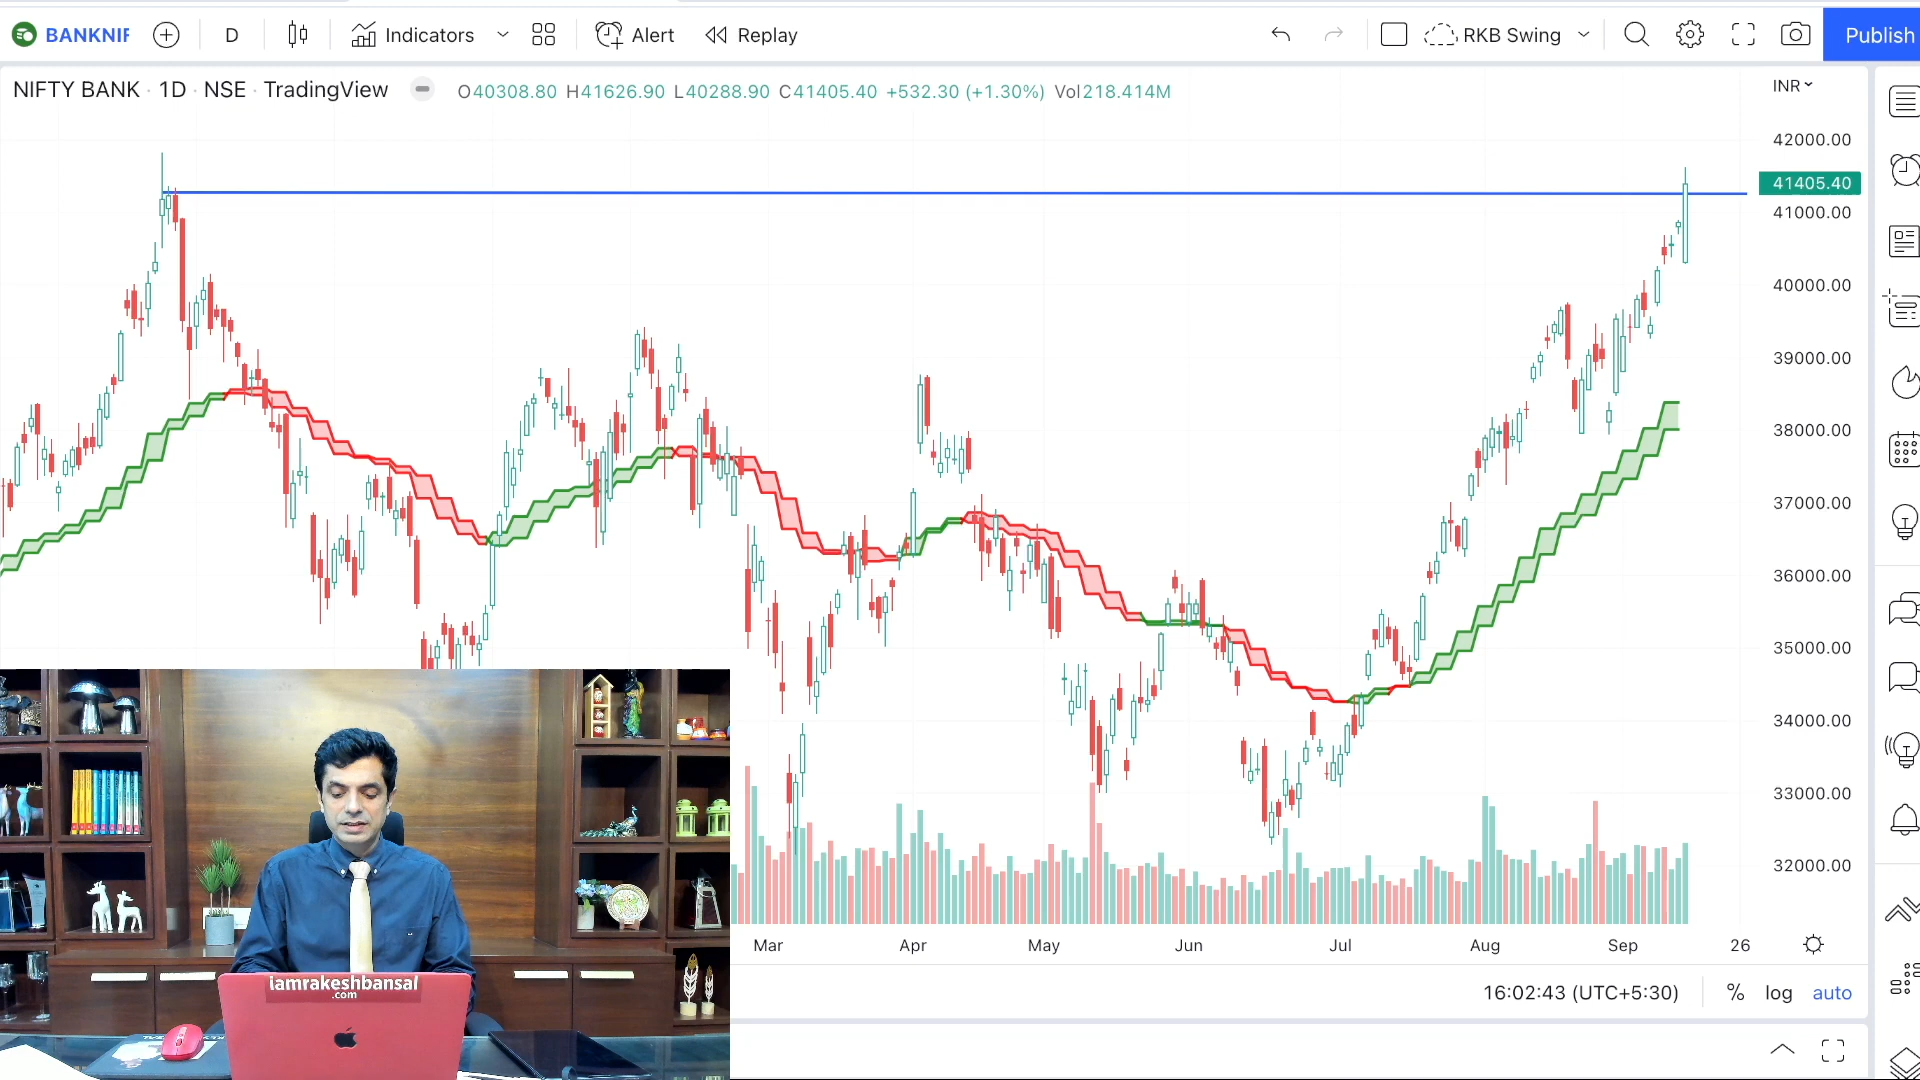 BANKNIF
D
Indicators
Alert
Replay
RKB Swing
Publish
NIFTY BANK · 1D · NSE · TradingView
O40308.80 H41626.90 L40288.90 C41405.40 +532.30 (+1.30%) Vol218.414M
INR
42000.00
41405.40
41000.00
40000.00
39000.00
38000.00
37000.00
36000.00
35000.00
34000.00
33000.00
32000.00
Mar Apr May Jun Jul Aug Sep 26
16:02:43 (UTC+5:30) % log auto
Iamrakeshbansal
.com